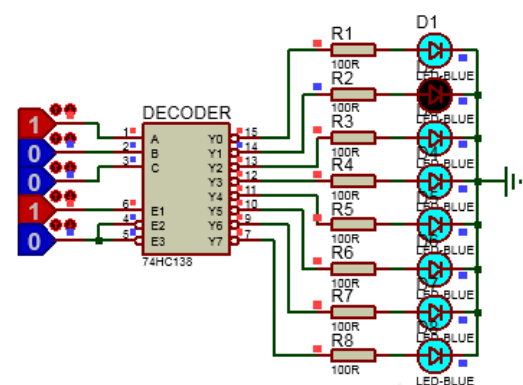 D1
R1
100R
LED-BLUE
R2
100R
LED-BLUE
R3
100R
LED-BLUE
R4
100R
LED-BLUE
R5
100R
LED-BLUE
R6
100R
LED-BLUE
R7
100R
LED-BLUE
R8
100R
LED-BLUE
DECODER
1 1 A Y0 15
0 2 B Y1 14
0 3 C Y2 13
Y3 12
Y4 11
1 6 E1 Y5 10
4 E2 Y6 9
0 5 E3 Y7 7
74HC138